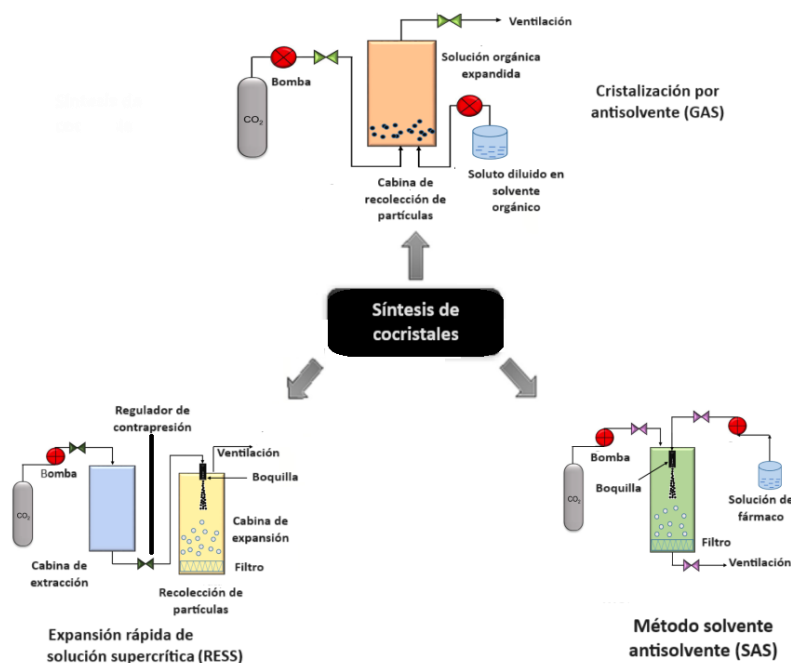 Ventilación
Solución orgánica
expandida
Bomba
CO₂
Cristalización por
antisolvente (GAS)
Cabina de
recolección de
partículas
Soluto diluido en
solvente
orgánico
Síntesis de
cocristales
Regulador de
contrapresión
Ventilación
Bomba
Boquilla
CO₂
Cabina de
expansión
Cabina de
extracción
Filtro
Recolección de
partículas
Expansión rápida de
solución supercrítica (RESS)
Bomba
Boquilla
CO₂
Solución de
fármaco
Filtro
Ventilación
Método solvente
antisolvente (SAS)